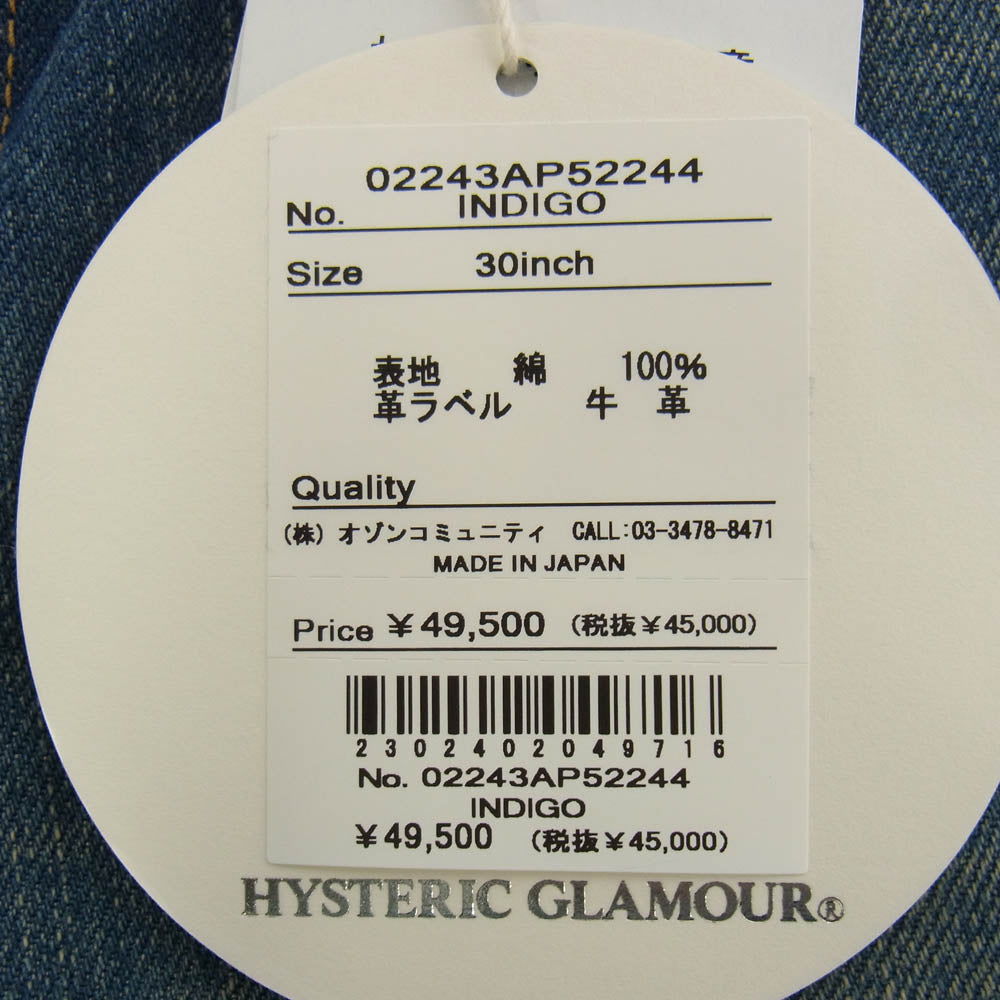 02243AP52244
No. INDIGO
Size 30inch
表地 綿 100%
革ラベル 牛 革
Quality
(株) オゾンコミュニティ CALL:03-3478-8471
MADE IN JAPAN
Price ¥49,500 (税抜¥45,000)
2302402049716
No. 02243AP52244
INDIGO
¥49,500 (税抜¥45,000)
HYSTERIC GLAMOUR®